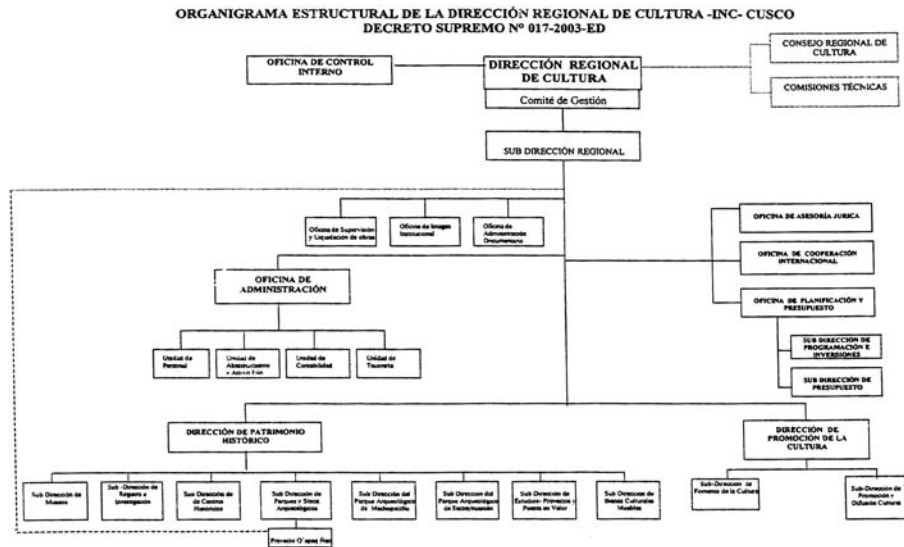 ORGANIGRAMA ESTRUCTURAL DE LA DIRECCIÓN REGIONAL DE CULTURA -INC- CUSCO
DECRETO SUPREMO Nº 017-2003-ED
OFICINA DE CONTROL
INTERNO
DIRECCIÓN REGIONAL
DE CULTURA
Comité de Gestión
CONSEJO REGIONAL DE
CULTURA
COMISIONES TÉCNICAS
SUB DIRECCIÓN REGIONAL
Oficina de Supervisión
y Liquidación de obras
Oficina de Imagen
Institucional
Oficina de
Administración
OFICINA DE ASESORÍA JURICA
OFICINA DE COOPERACIÓN
INTERNACIONAL
OFICINA DE PLANIFICACIÓN Y
PRESUPUESTO
SUB DIRECCIÓN DE
PROGRAMACIÓN E
INVERSIONES
SUB DIRECCIÓN DE
PRESUPUESTO
OFICINA DE
ADMINISTRACIÓN
Unidad de
Personal
Unidad de
Unidad de
Contabilidad
Unidad de
Tesorería
DIRECCIÓN DE PATRIMONIO
HISTÓRICO
DIRECCIÓN DE
PROMOCIÓN DE LA
CULTURA
Sub Dirección de
Museos
Sub -Dirección de
Registro e
Investigación
Sub Dirección de
de Centros
Históricos
Sub Dirección de
Parques y Sitios
Arqueológicos
Sub Dirección del
Parque Arqueológico
de Machupicchu
Sub Direccion del
Parque Arqueológico
de Sacsayhuamán
Sub Dirección de
Estudios Proyectos y
Puesta en Valor
Sub Dirección de
Bienes Culturales
Muebles
Sub-Dirección de
Fomento de la Cultura
Sub-Dirección de
Promoción y
Difusión Cultural
Proyecto Q'apaq Ñan